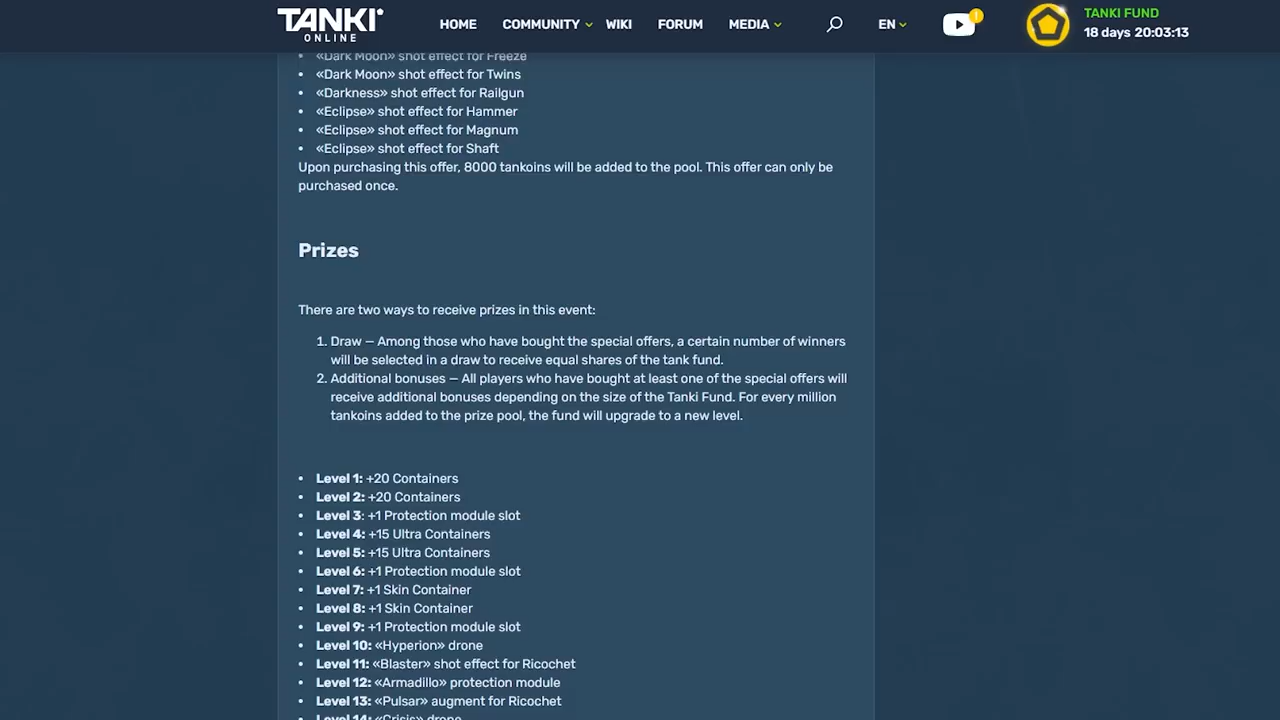 TANKI
ONLINE
HOME
COMMUNITY
WIKI
FORUM
MEDIA
EN
!
TANKI FUND
18 days 20:03:13
«Dark Moon» shot effect for Freeze
• «Dark Moon» shot effect for Twins
• «Darkness» shot effect for Railgun
• «Eclipse» shot effect for Hammer
• «Eclipse» shot effect for Magnum
• «Eclipse» shot effect for Shaft
Upon purchasing this offer, 8000 tankoins will be added to the pool. This offer can only be
purchased once.
Prizes
There are two ways to receive prizes in this event:
1. Draw — Among those who have bought the special offers, a certain number of winners
will be selected in a draw to receive equal shares of the tank fund.
2. Additional bonuses — All players who have bought at least one of the special offers will
receive additional bonuses depending on the size of the Tanki Fund. For every million
tankoins added to the prize pool, the fund will upgrade to a new level.
• Level 1: +20 Containers
• Level 2: +20 Containers
• Level 3: +1 Protection module slot
• Level 4: +15 Ultra Containers
• Level 5: +15 Ultra Containers
• Level 6: +1 Protection module slot
• Level 7: +1 Skin Container
• Level 8: +1 Skin Container
• Level 9: +1 Protection module slot
• Level 10: «Hyperion» drone
• Level 11: «Blaster» shot effect for Ricochet
• Level 12: «Armadillo» protection module
• Level 13: «Pulsar» augment for Ricochet
Level 14: «Crisis» drone